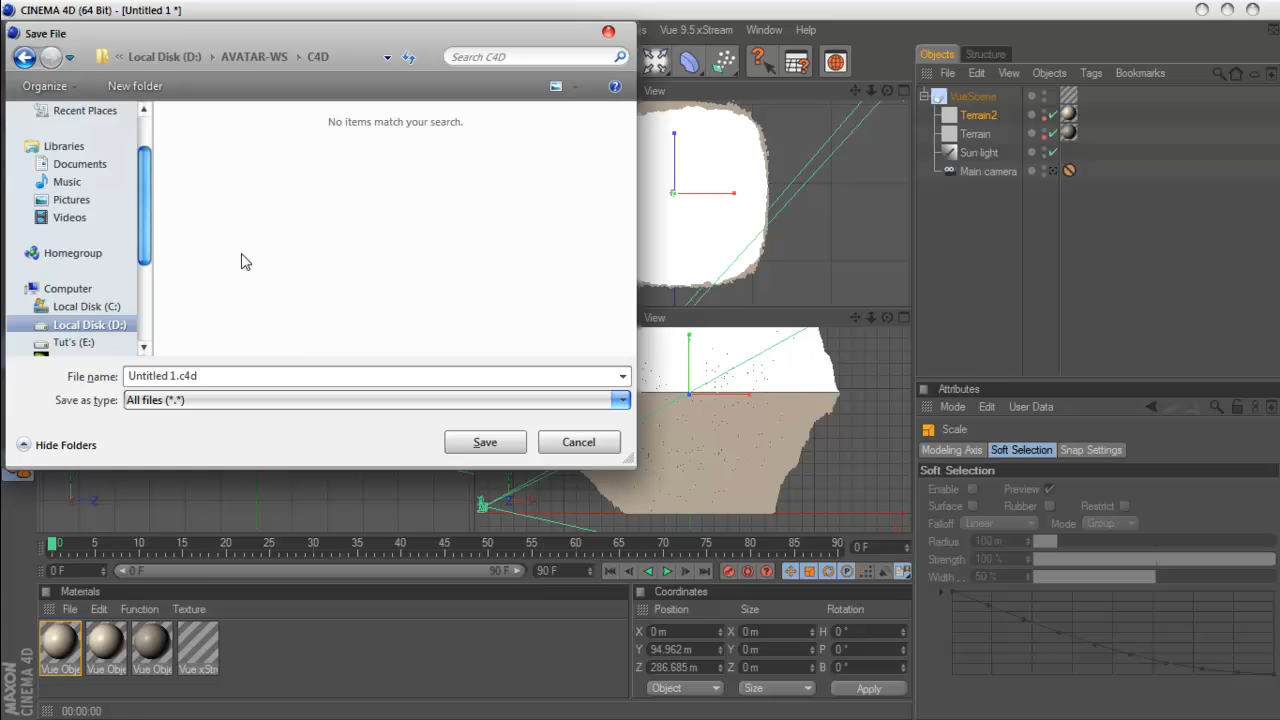 CINEMA 4D (64 Bit) - [Untitled 1 *]
Save File
« Local Disk (D:) AVATAR-WS C4D
Search C4D
Organize New folder
Recent Places
Libraries
Documents
Music
Pictures
Videos
Homegroup
Computer
Local Disk (C:)
Local Disk (D:)
Tut's (E:)
No items match your search.
File name: Untitled 1.c4d
Save as type: All files (*.*)
Hide Folders Save Cancel
Vue 9.5 xStream Window Help
View
View
Objects Structure
File Edit View Objects Tags Bookmarks
VueScene
Terrain2
Terrain
Sun light
Main camera
Attributes
Mode Edit User Data
Scale
Modeling Axis Soft Selection Snap Settings
Soft Selection
Enable Preview
Surface Rubber Restrict
Falloff Linear Mode Group
Radius 100 m
Strength 100 %
Width . . 50 %
0 5 10 15 20 25 30 35 40 45 50 55 60 65 70 75 80 85 90 0 F
0 F 0 F 90 F 90 F
Materials
File Edit Function Texture
Vue Obje Vue Obje Vue Obje Vue xStr
Coordinates
Position Size Rotation
X 0 m X 0 m H 0 °
Y 94.962 m Y 0 m P 0 °
Z 286.685 m Z 0 m B 0 °
Object Size Apply
MAXON
CINEMA 4D
00:00:00